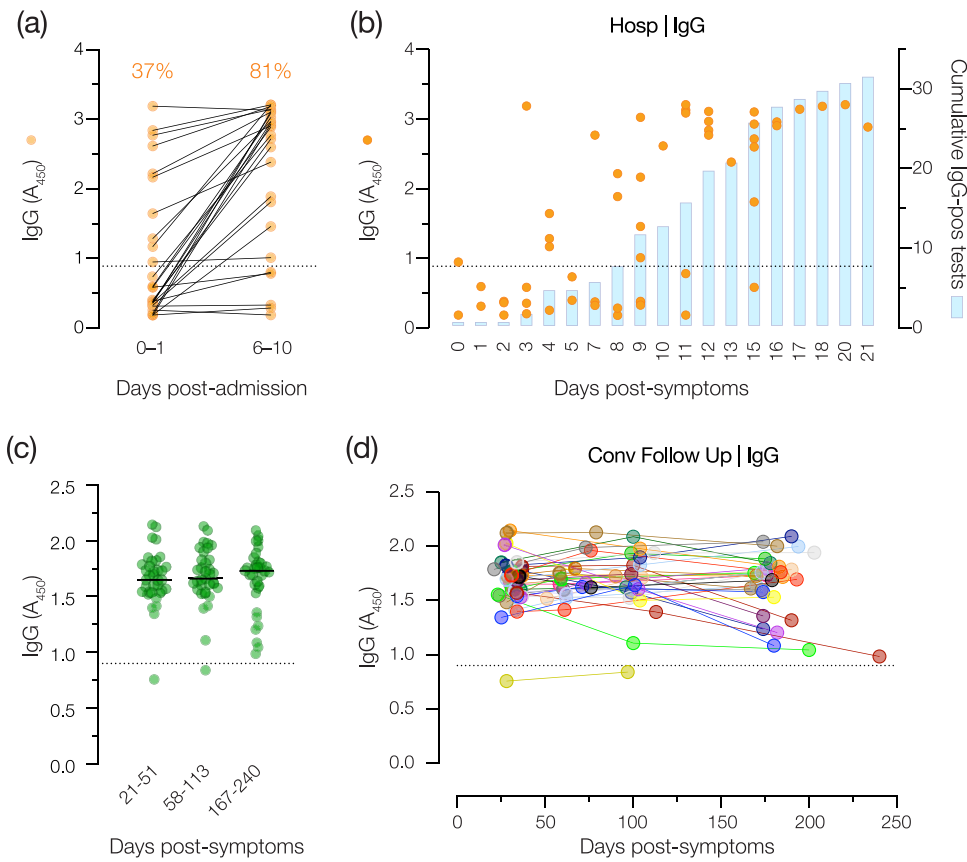 (a)
37%
81%
4
3
2
1
0
IgG (A450)
0–1
6–10
Days post-admission
(b)
Hosp | IgG
4
3
2
1
0
IgG (A450)
30
20
10
0
Cumulative IgG-pos tests
0 1 2 3 4 5 7 8 9 10 11 12 13 15 16 17 18 20 21
Days post-symptoms
(c)
2.5
2.0
1.5
1.0
0.5
0.0
IgG (A450)
21-51
58-113
167-240
Days post-symptoms
(d)
Conv Follow Up | IgG
2.5
2.0
1.5
1.0
0.5
0.0
IgG (A450)
0 50 100 150 200 250
Days post-symptoms